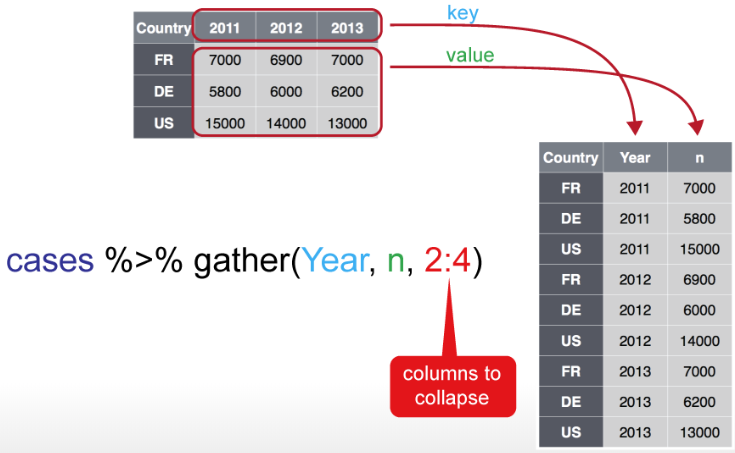 key
Country 2011 2012 2013
value
FR 7000 6900 7000
DE 5800 6000 6200
US 15000 14000 13000
Country Year n
FR 2011 7000
DE 2011 5800
US 2011 15000
FR 2012 6900
DE 2012 6000
US 2012 14000
FR 2013 7000
DE 2013 6200
US 2013 13000
cases %>% gather(Year, n, 2:4)
columns to
collapse